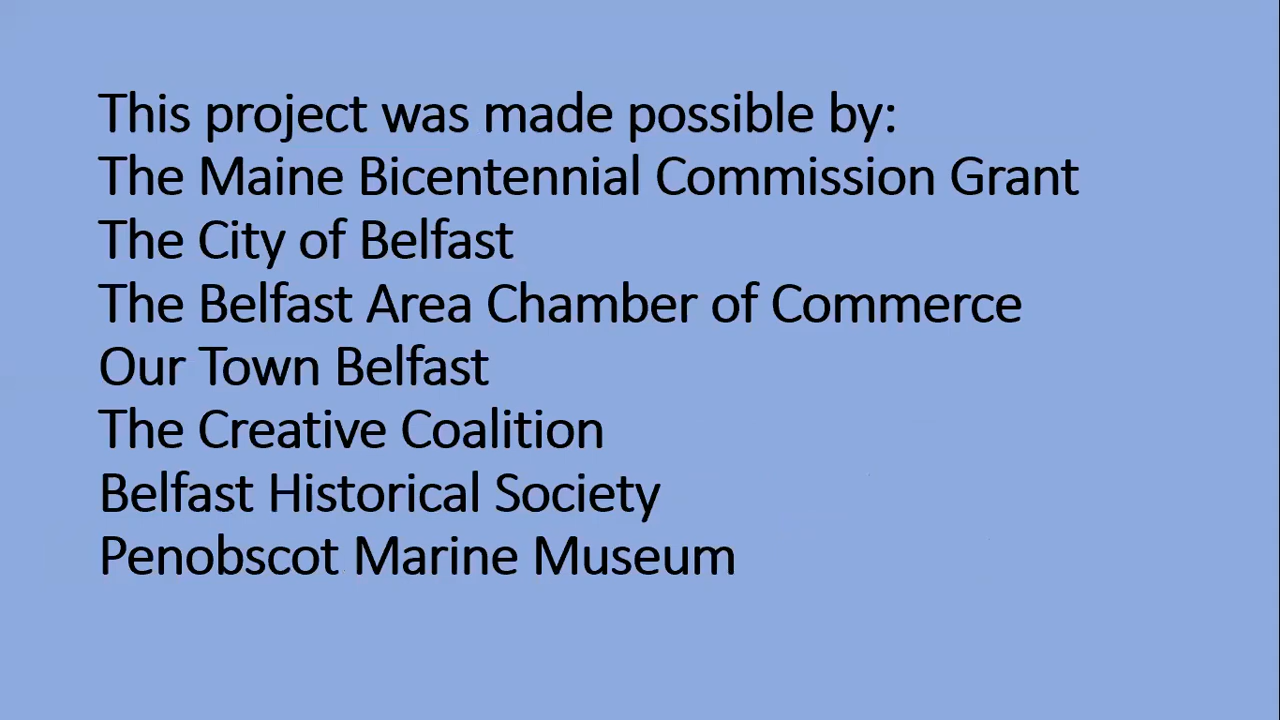 This project was made possible by:
The Maine Bicentennial Commission Grant
The City of Belfast
The Belfast Area Chamber of Commerce
Our Town Belfast
The Creative Coalition
Belfast Historical Society
Penobscot Marine Museum